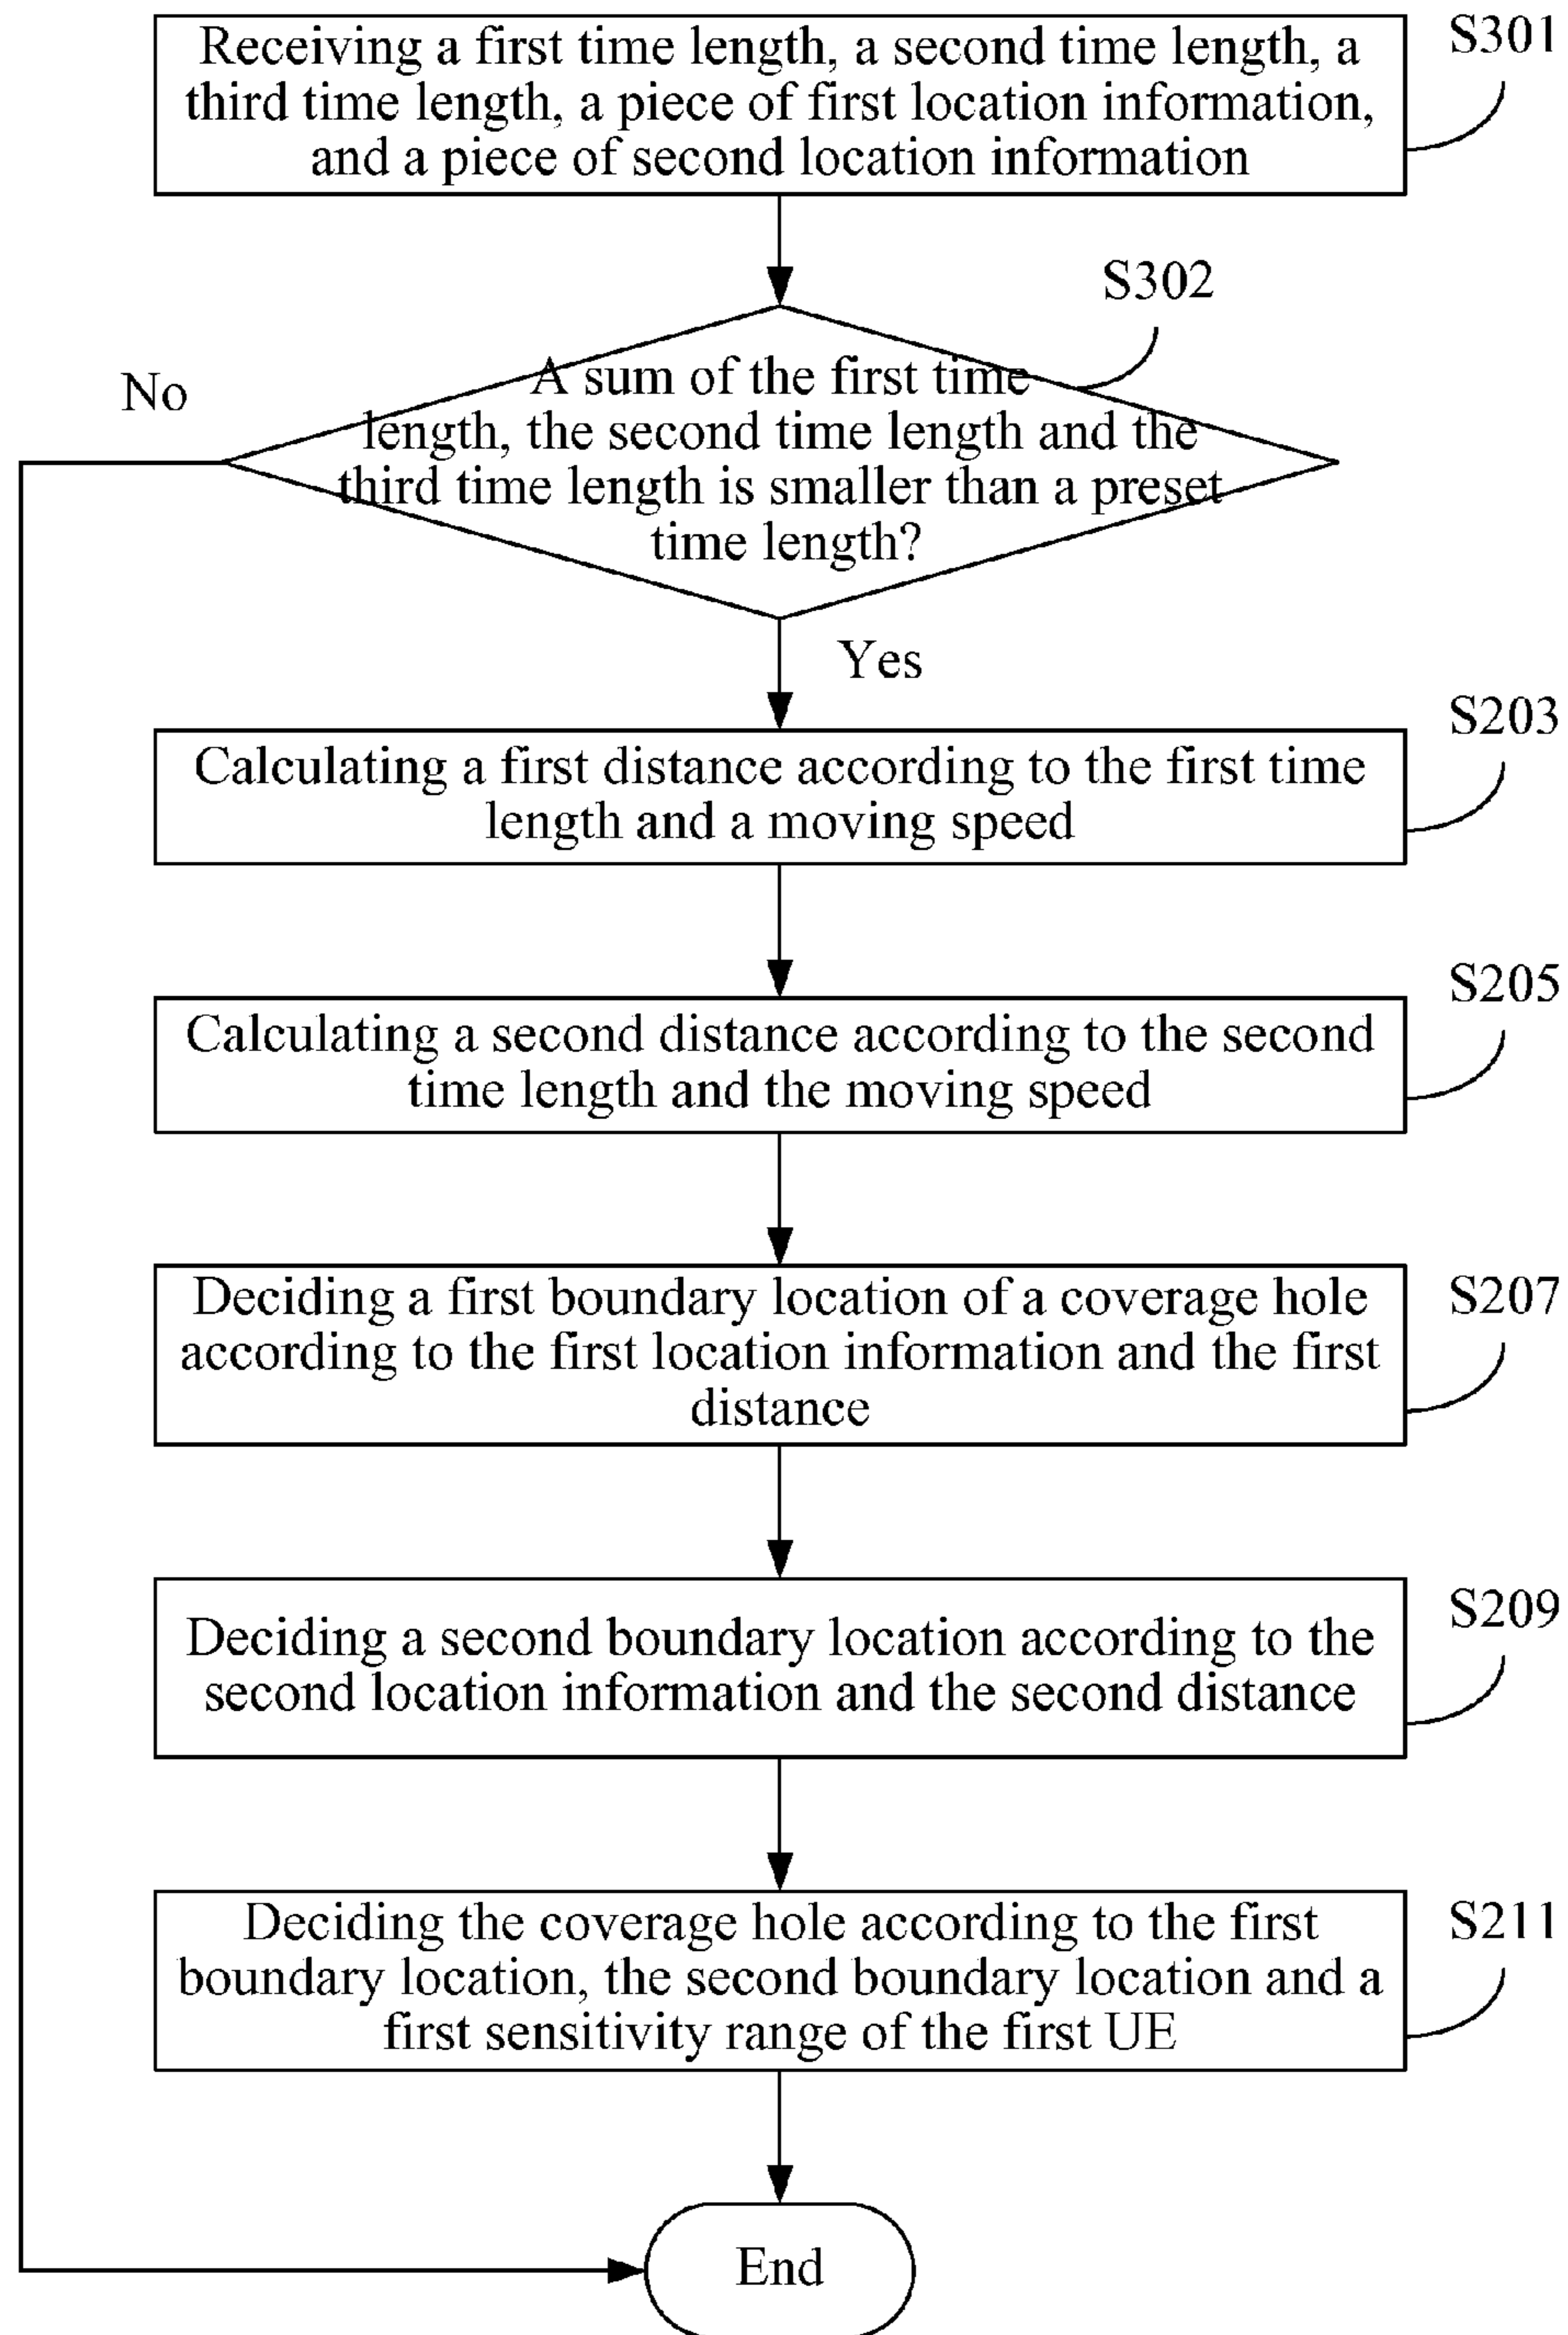 Receiving a first time length, a second time length, a
third time length, a piece of first location information,
and a piece of second location information
S301
S302
A sum of the first time
length, the second time length and the
third time length is smaller than a preset
time length?
No
Yes
Calculating a first distance according to the first time
length and a moving speed
S203
Calculating a second distance according to the second
time length and the moving speed
S205
Deciding a first boundary location of a coverage hole
according to the first location information and the first
distance
S207
Deciding a second boundary location according to the
second location information and the second distance
S209
Deciding the coverage hole according to the first
boundary location, the second boundary location and a
first sensitivity range of the first UE
S211
End